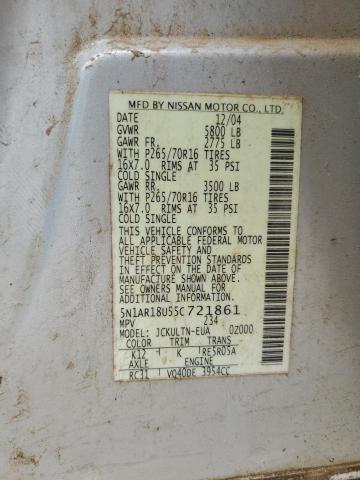 MFD BY NISSAN MOTOR CO., LTD.
DATE 12/04
GVWR 5800 LB
GAWR FR. 2775 LB
WITH P265/70R16 TIRES
16X7.0 RIMS AT 35 PSI
COLD SINGLE
GAWR RR. 3500 LB
WITH P265/70R16 TIRES
16X7.0 RIMS AT 35 PSI
COLD SINGLE
THIS VEHICLE CONFORMS TO
ALL APPLICABLE FEDERAL MOTOR
VEHICLE SAFETY AND
THEFT PREVENTION STANDARDS
IN EFFECT ON THE DATE OF
MANUFACTURE SHOWN ABOVE.
SEE OWNERS MANUAL FOR
ADDITIONAL INFORMATION.
5N1AR18U55C721861
MPV 234
JCKULTN-EUA 0Z000
COLOR TRIM TRANS
K12 K RE5R05A
AXLE ENGINE
RC31 VQ40DE 3954CC